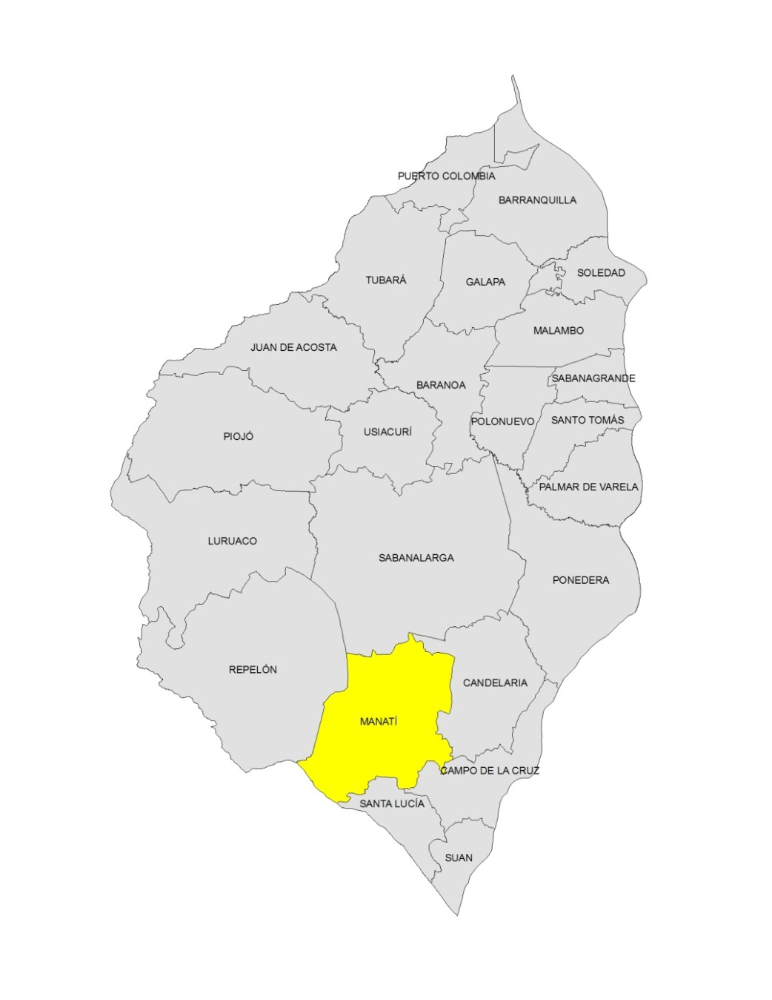 PUERTO COLOMBIA
BARRANQUILLA
SOLEDAD
TUBARÁ
GALAPA
MALAMBO
JUAN DE ACOSTA
SABANAGRANDE
BARANOA
SANTO TOMÁS
POLONUEVO
USIACURÍ
PIOJÓ
PALMAR DE VARELA
LURUACO
SABANALARGA
PONEDERA
REPELÓN
CANDELARIA
MANATÍ
CAMPO DE LA CRUZ
SANTA LUCÍA
SUAN